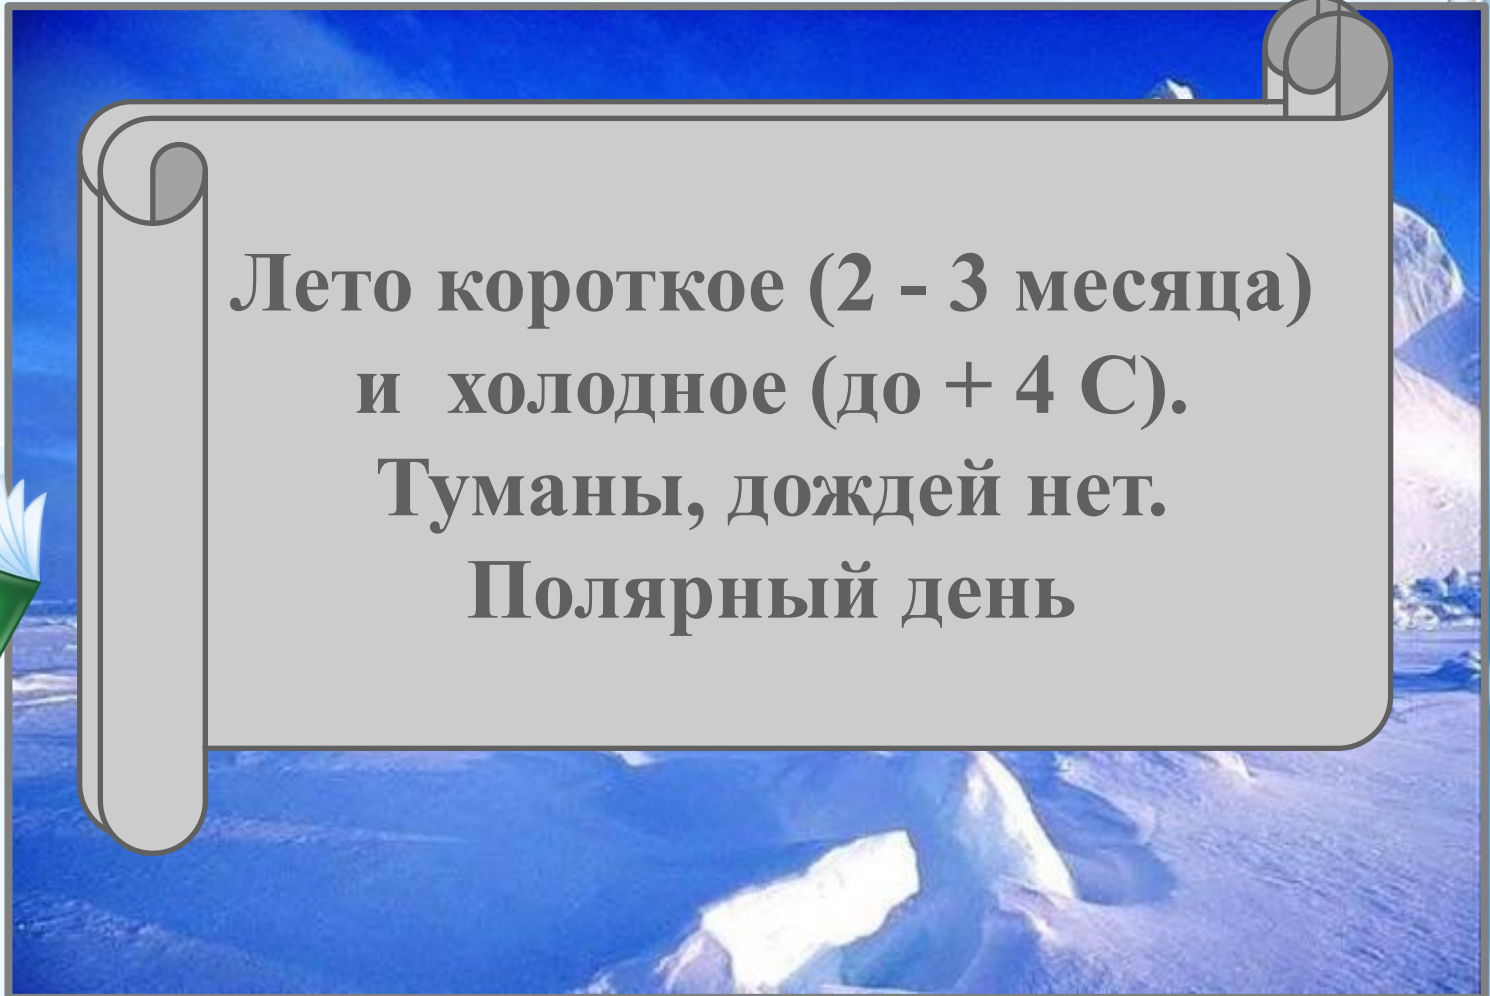 Лето короткое (2 - 3 месяца)
и  холодное (до + 4 С).
Туманы, дождей нет.
Полярный день